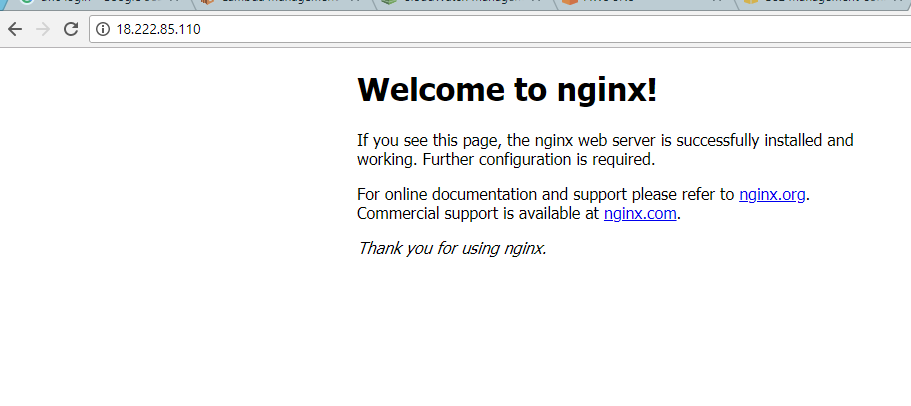 18.222.85.110
Welcome to nginx!
If you see this page, the nginx web server is successfully installed and
working. Further configuration is required.
For online documentation and support please refer to nginx.org.
Commercial support is available at nginx.com.
Thank you for using nginx.